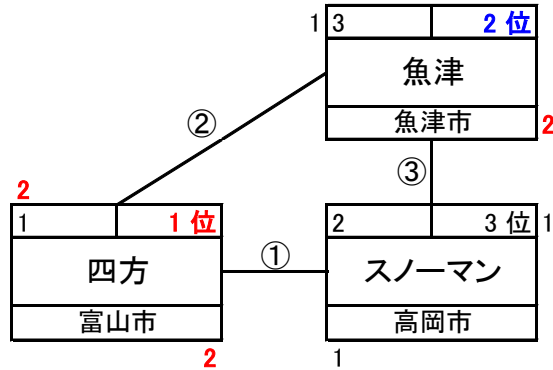 1 3 2 位
魚津
魚津市 2
②
③
2
1 1 位
四方
富山市
2
①
2 3 位 1
スノーマン
高岡市
1